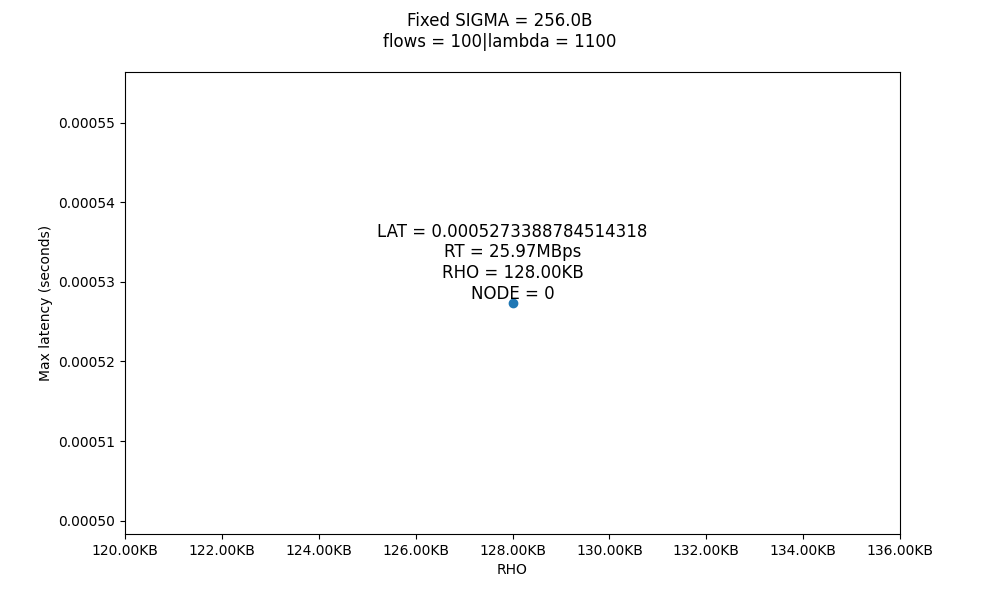 Fixed SIGMA = 256.0B
flows = 100|lambda = 1100
0.00055
0.00054
0.00053
0.00052
0.00051
0.00050
Max latency (seconds)
LAT = 0.0005273388784514318
RT = 25.97MBps
RHO = 128.00KB
NODE = 0
120.00KB 122.00KB 124.00KB 126.00KB 128.00KB 130.00KB 132.00KB 134.00KB 136.00KB
RHO